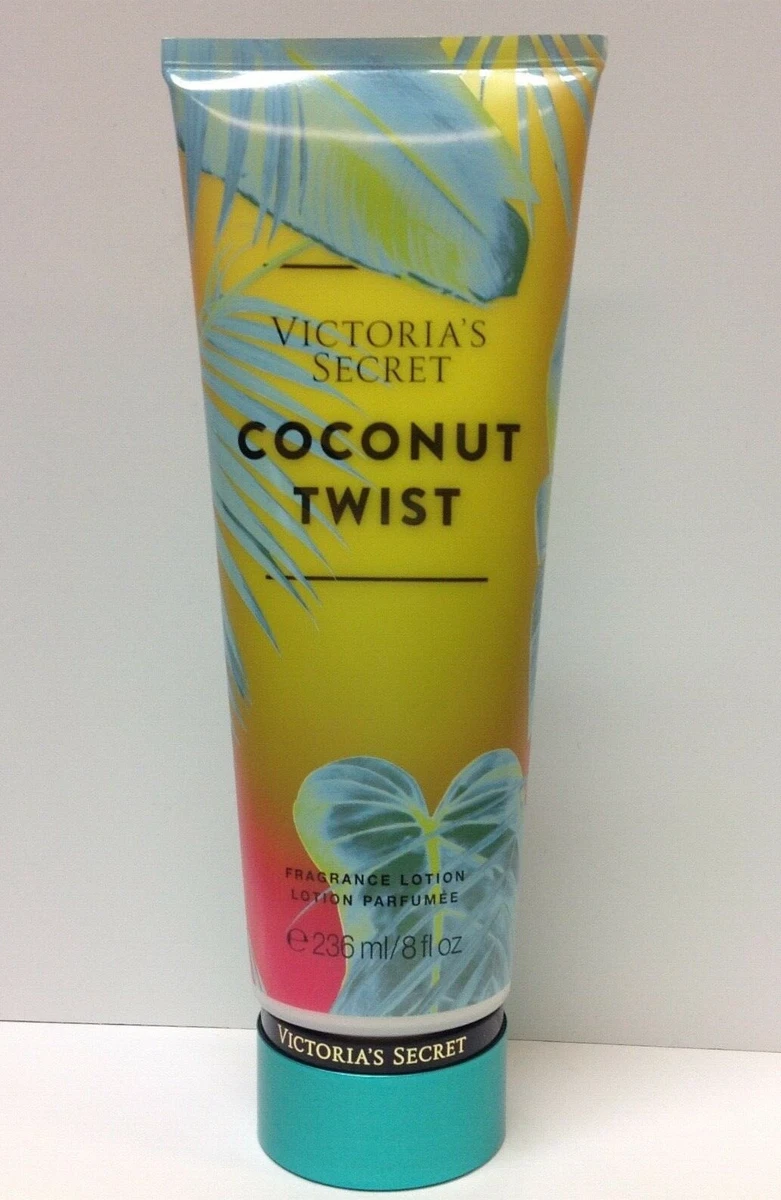 VICTORIA'S
SECRET
COCONUT
TWIST
FRAGRANCE LOTION
LOTION PARFUMÉE
℮ 236 ml/8 fl oz
VICTORIA'S SECRET